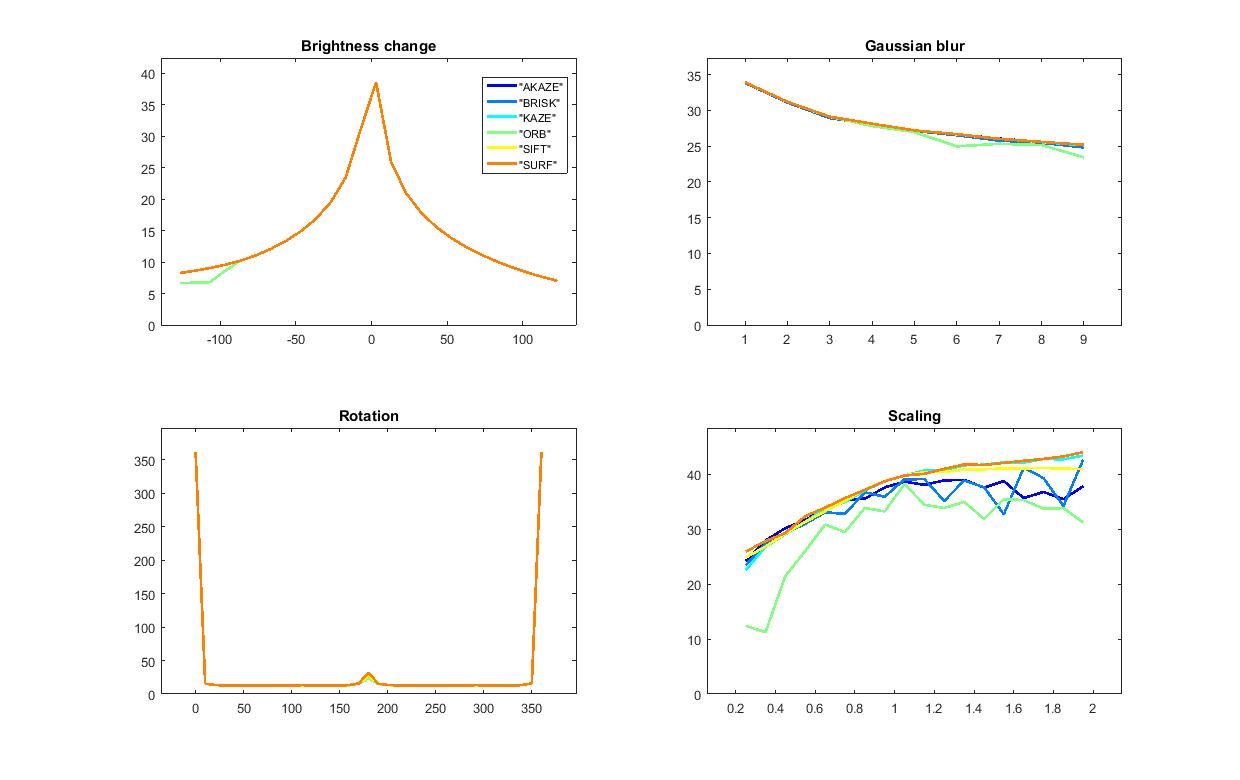 Brightness change
40
35
30
25
20
15
10
5
0
-100 -50 0 50 100
"AKAZE"
"BRISK"
"KAZE"
"ORB"
"SIFT"
"SURF"
Gaussian blur
35
30
25
20
15
10
5
0
1 2 3 4 5 6 7 8 9
Rotation
350
300
250
200
150
100
50
0
0 50 100 150 200 250 300 350
Scaling
40
30
20
10
0
0.2 0.4 0.6 0.8 1 1.2 1.4 1.6 1.8 2